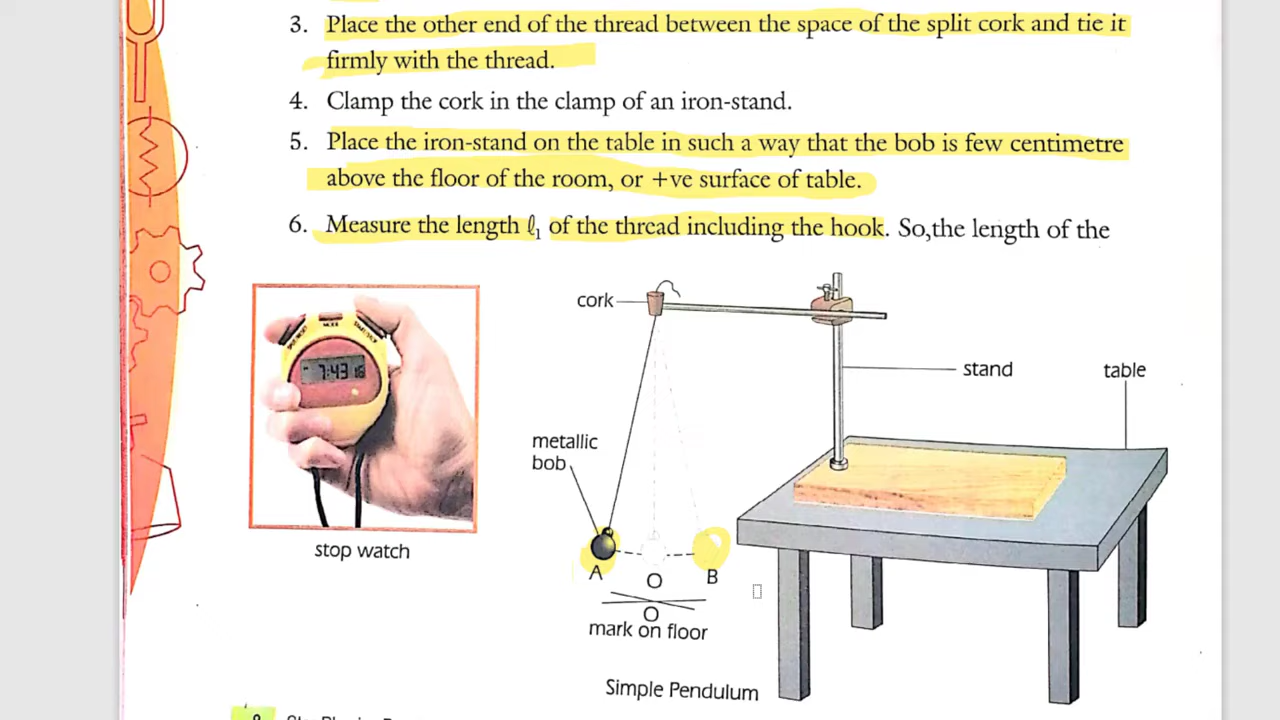 3. Place the other end of the thread between the space of the split cork and tie it
firmly with the thread.
4. Clamp the cork in the clamp of an iron-stand.
5. Place the iron-stand on the table in such a way that the bob is few centimetre
above the floor of the room, or +ve surface of table.
6. Measure the length ℓ₁ of the thread including the hook. So,the length of the
cork
stand
table
metallic
bob
7:43 16
stop watch
A
O
B
O
mark on floor
Simple Pendulum